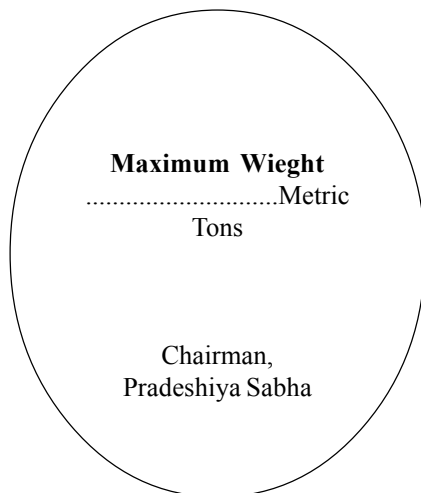 Maximum Wieght
.............................Metric
Tons
Chairman,
Pradeshiya Sabha